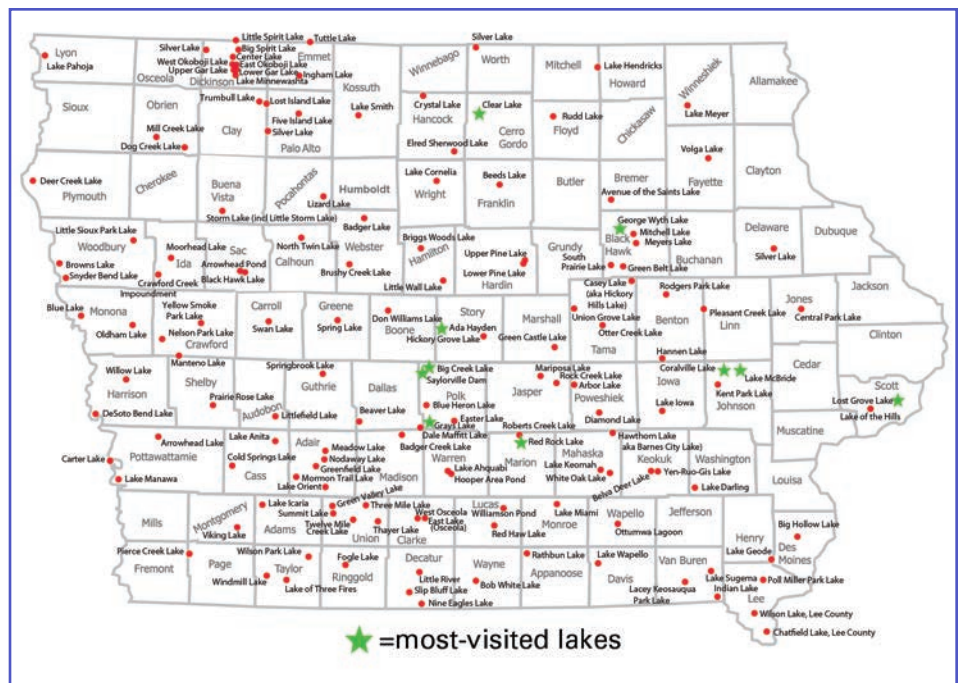 Little Spirit Lake
Tuttle Lake
Silver Lake
Lyon
Lake Pahoja
Silver Lake
Big Spirit Lake
Center Lake
Emmet
West Okoboji Lake
East Okoboji Lake
Upper Gar Lake
Lower Gar Lake
Ingham Lake
Osceola
Dickinson
Lake Minnewashta
Winnebago
Worth
Mitchell
Lake Hendricks
Howard
Winneshiek
Allamakee
Kossuth
Sioux
Obrien
Trumbull Lake
Lost Island Lake
Clay
Five Island Lake
Lake Smith
Crystal Lake
Hancock
Clear Lake
Cerro
Gordo
Rudd Lake
Floyd
Chickasaw
Lake Meyer
Mill Creek Lake
Dog Creek Lake
Silver Lake
Palo Alto
Elred Sherwood Lake
Volga Lake
Fayette
Clayton
Deer Creek Lake
Plymouth
Cherokee
Buena
Vista
Pocahontas
Lizard Lake
Humboldt
Lake Cornelia
Wright
Beeds Lake
Franklin
Butler
Bremer
Avenue of the Saints Lake
Storm Lake (incl Little Storm Lake)
Badger Lake
George Wyth Lake
Mitchell Lake
Meyers Lake
Black
Hawk
Buchanan
Delaware
Silver Lake
Dubuque
Little Sioux Park Lake
Woodbury
Moorhead Lake
Ida
Sac
Arrowhead Pond
Black Hawk Lake
North Twin Lake
Calhoun
Webster
Brushy Creek Lake
Briggs Woods Lake
Hamilton
Little Wall Lake
Upper Pine Lake
Lower Pine Lake
Hardin
Grundy
South
Prairie Lake
Green Belt Lake
Browns Lake
Snyder Bend Lake
Crawford Creek
Impoundment
Blue Lake
Monona
Oldham Lake
Yellow Smoke
Park Lake
Nelson Park Lake
Crawford
Carroll
Swan Lake
Greene
Spring Lake
Don Williams Lake
Boone
Story
Ada Hayden
Hickory Grove Lake
Marshall
Green Castle Lake
Casey Lake
(aka Hickory
Hills Lake)
Union Grove Lake
Otter Creek Lake
Tama
Rodgers Park Lake
Benton
Pleasant Creek Lake
Linn
Jones
Central Park Lake
Jackson
Clinton
Manteno Lake
Willow Lake
Harrison
Shelby
Prairie Rose Lake
Audubon
Springbrook Lake
Guthrie
Littlefield Lake
Dallas
Beaver Lake
Big Creek Lake
Saylorville Dam
Polk
Blue Heron Lake
Easter Lake
Grays Lake
Mariposa Lake
Rock Creek Lake
Jasper
Arbor Lake
Poweshiek
Diamond Lake
Hannen Lake
Iowa
Lake Iowa
Coralville Lake
Lake McBride
Kent Park Lake
Johnson
Cedar
Scott
Lost Grove Lake
Lake of the Hills
Muscatine
DeSoto Bend Lake
Arrowhead Lake
Pottawattamie
Carter Lake
Lake Manawa
Lake Anita
Cold Springs Lake
Cass
Adair
Meadow Lake
Nodaway Lake
Greenfield Lake
Mormon Trail Lake
Lake Orient
Madison
Dale Maffitt Lake
Badger Creek Lake
Warren
Lake Ahquabi
Hooper Area Pond
Roberts Creek Lake
Red Rock Lake
Marion
Mahaska
Lake Keomah
White Oak Lake
Hawthorn Lake
(aka Barnes City Lake)
Keokuk
Yen-Ruo-Gis Lake
Belva Deer Lake
Washington
Lake Darling
Louisa
Mills
Montgomery
Viking Lake
Lake Icaria
Adams
Summit Lake
Green Valley Lake
Three Mile Lake
Twelve Mile
Creek Lake
Union
Thayer Lake
West Osceola
East Lake
(Osceola)
Clarke
Lucas
Williamson Pond
Red Haw Lake
Monroe
Lake Miami
Wapello
Ottumwa Lagoon
Jefferson
Henry
Lake Geode
Big Hollow Lake
Des
Moines
Pierce Creek Lake
Fremont
Page
Windmill Lake
Wilson Park Lake
Taylor
Lake of Three Fires
Fogle Lake
Ringgold
Decatur
Little River
Slip Bluff Lake
Nine Eagles Lake
Wayne
Bob White Lake
Rathbun Lake
Appanoose
Lake Wapello
Davis
Van Buren
Lacey Keosauqua
Park Lake
Lake Sugema
Indian Lake
Lee
Poll Miller Park Lake
Wilson Lake, Lee County
Chatfield Lake, Lee County
=most-visited lakes